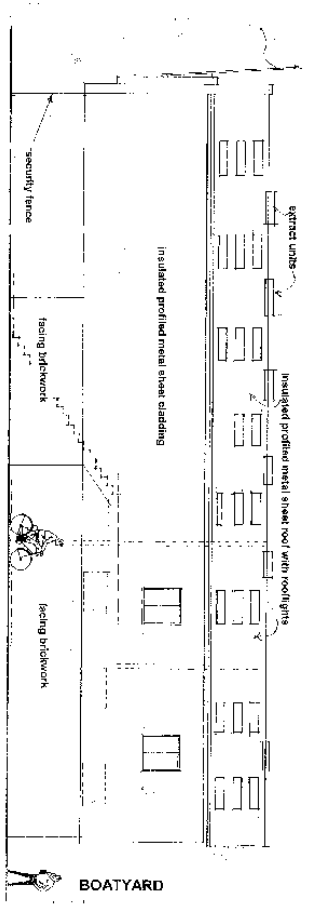 extract units
insulated profiled metal sheet roof with rooflights
insulated profiled metal sheet cladding
security fence
facing brickwork
facing brickwork
BOATYARD